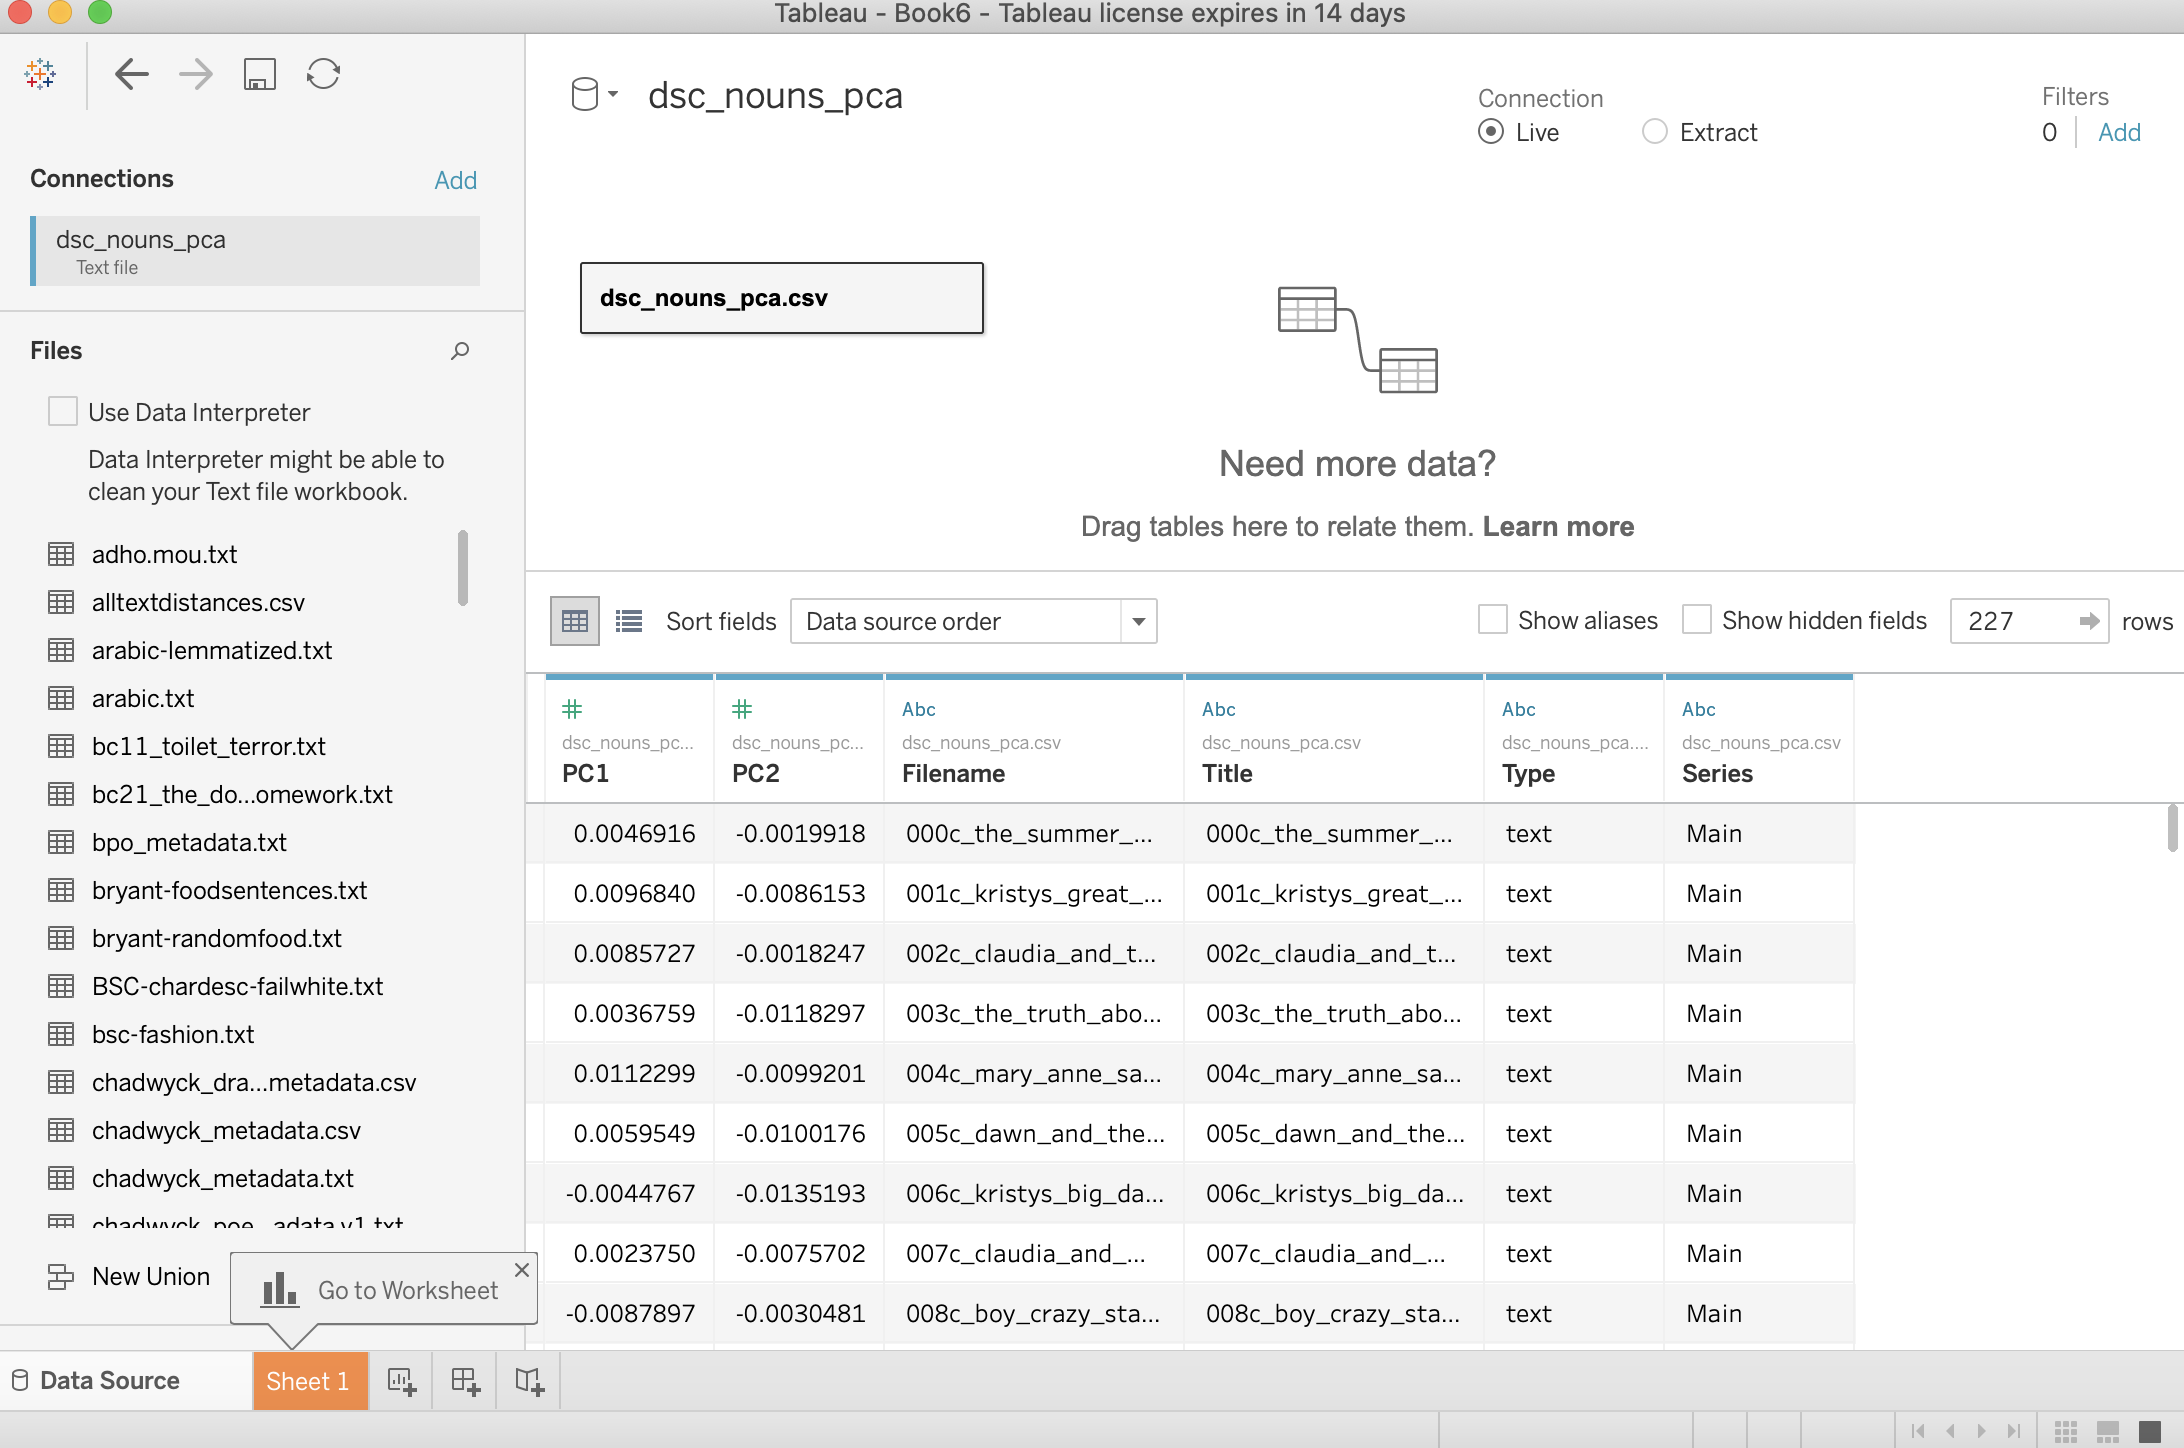 Tableau - Book6 - Tableau license expires in 14 days
dsc_nouns_pca
Connection
Live
Extract
Filters
0
Add
Connections
Add
dsc_nouns_pca
Text file
dsc_nouns_pca.csv
Files
Use Data Interpreter
Data Interpreter might be able to
clean your Text file workbook.
adho.mou.txt
alltextdistances.csv
arabic-lemmatized.txt
arabic.txt
bc11_toilet_terror.txt
bc21_the_do...omework.txt
bpo_metadata.txt
bryant-foodsentences.txt
bryant-randomfood.txt
BSC-chardesc-failwhite.txt
bsc-fashion.txt
chadwyck_dra...metadata.csv
chadwyck_metadata.csv
chadwyck_metadata.txt
chadwyck_poe...adata.v1.txt
New Union
Go to Worksheet
Need more data?
Drag tables here to relate them. Learn more
Sort fields
Data source order
Show aliases
Show hidden fields
227
rows
# # Abc Abc Abc Abc
dsc_nouns_pc... dsc_nouns_pc... dsc_nouns_pca.csv dsc_nouns_pca.csv dsc_nouns_pca.... dsc_nouns_pca.csv
PC1 PC2 Filename Title Type Series
0.0046916 -0.0019918 000c_the_summer_... 000c_the_summer_... text Main
0.0096840 -0.0086153 001c_kristys_great_... 001c_kristys_great_... text Main
0.0085727 -0.0018247 002c_claudia_and_t... 002c_claudia_and_t... text Main
0.0036759 -0.0118297 003c_the_truth_abo... 003c_the_truth_abo... text Main
0.0112299 -0.0099201 004c_mary_anne_sa... 004c_mary_anne_sa... text Main
0.0059549 -0.0100176 005c_dawn_and_the... 005c_dawn_and_the... text Main
-0.0044767 -0.0135193 006c_kristys_big_da... 006c_kristys_big_da... text Main
0.0023750 -0.0075702 007c_claudia_and_... 007c_claudia_and_... text Main
-0.0087897 -0.0030481 008c_boy_crazy_sta... 008c_boy_crazy_sta... text Main
Data Source
Sheet 1